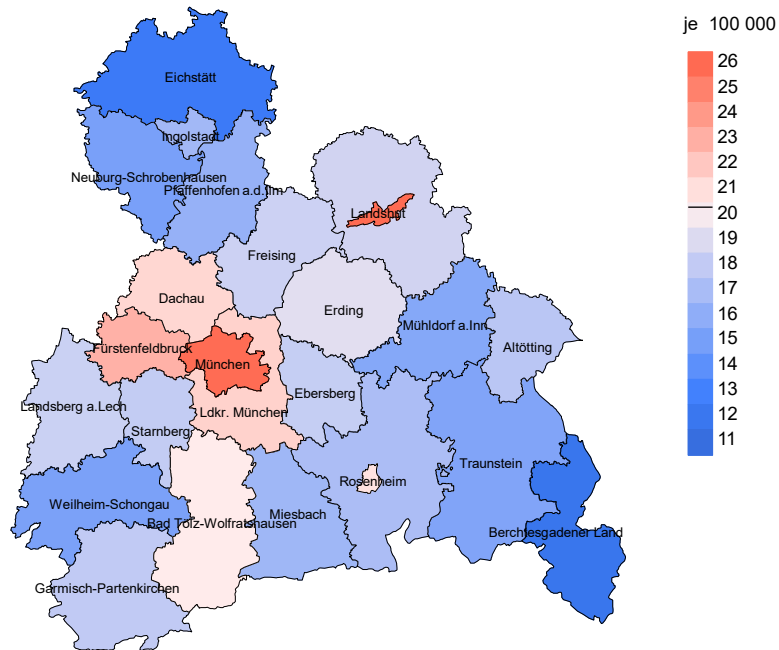 je 100 000
Eichstätt
26
25
24
23
22
21
20
19
18
17
16
15
14
13
12
11
Ingolstadt
Neuburg-Schrobenhausen
Pfaffenhofen a.d.Ilm
Landshut
Freising
Dachau
Erding
Mühldorf a.Inn
Altötting
Fürstenfeldbruck
München
Ebersberg
Landsberg a.Lech
Ldkr. München
Starnberg
Traunstein
Rosenheim
Weilheim-Schongau
Miesbach
Bad Tölz-Wolfratshausen
Berchtesgadener Land
Garmisch-Partenkirchen